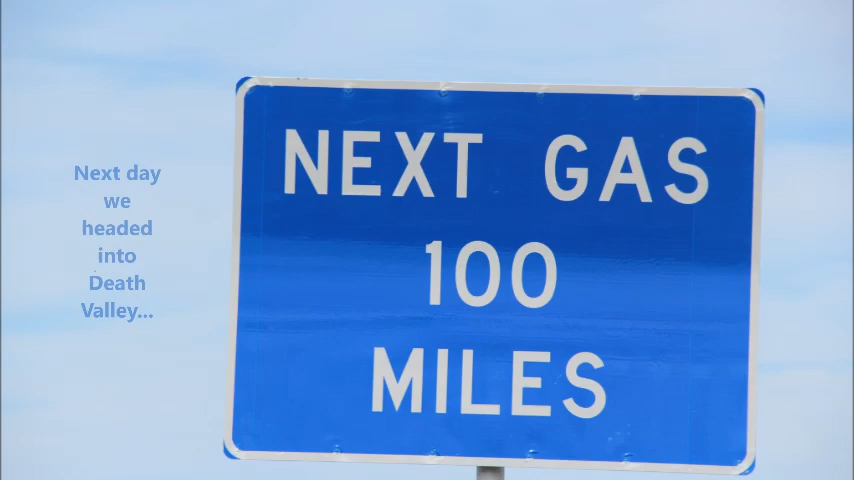 Next day
we
headed
into
Death
Valley...
NEXT GAS
100
MILES